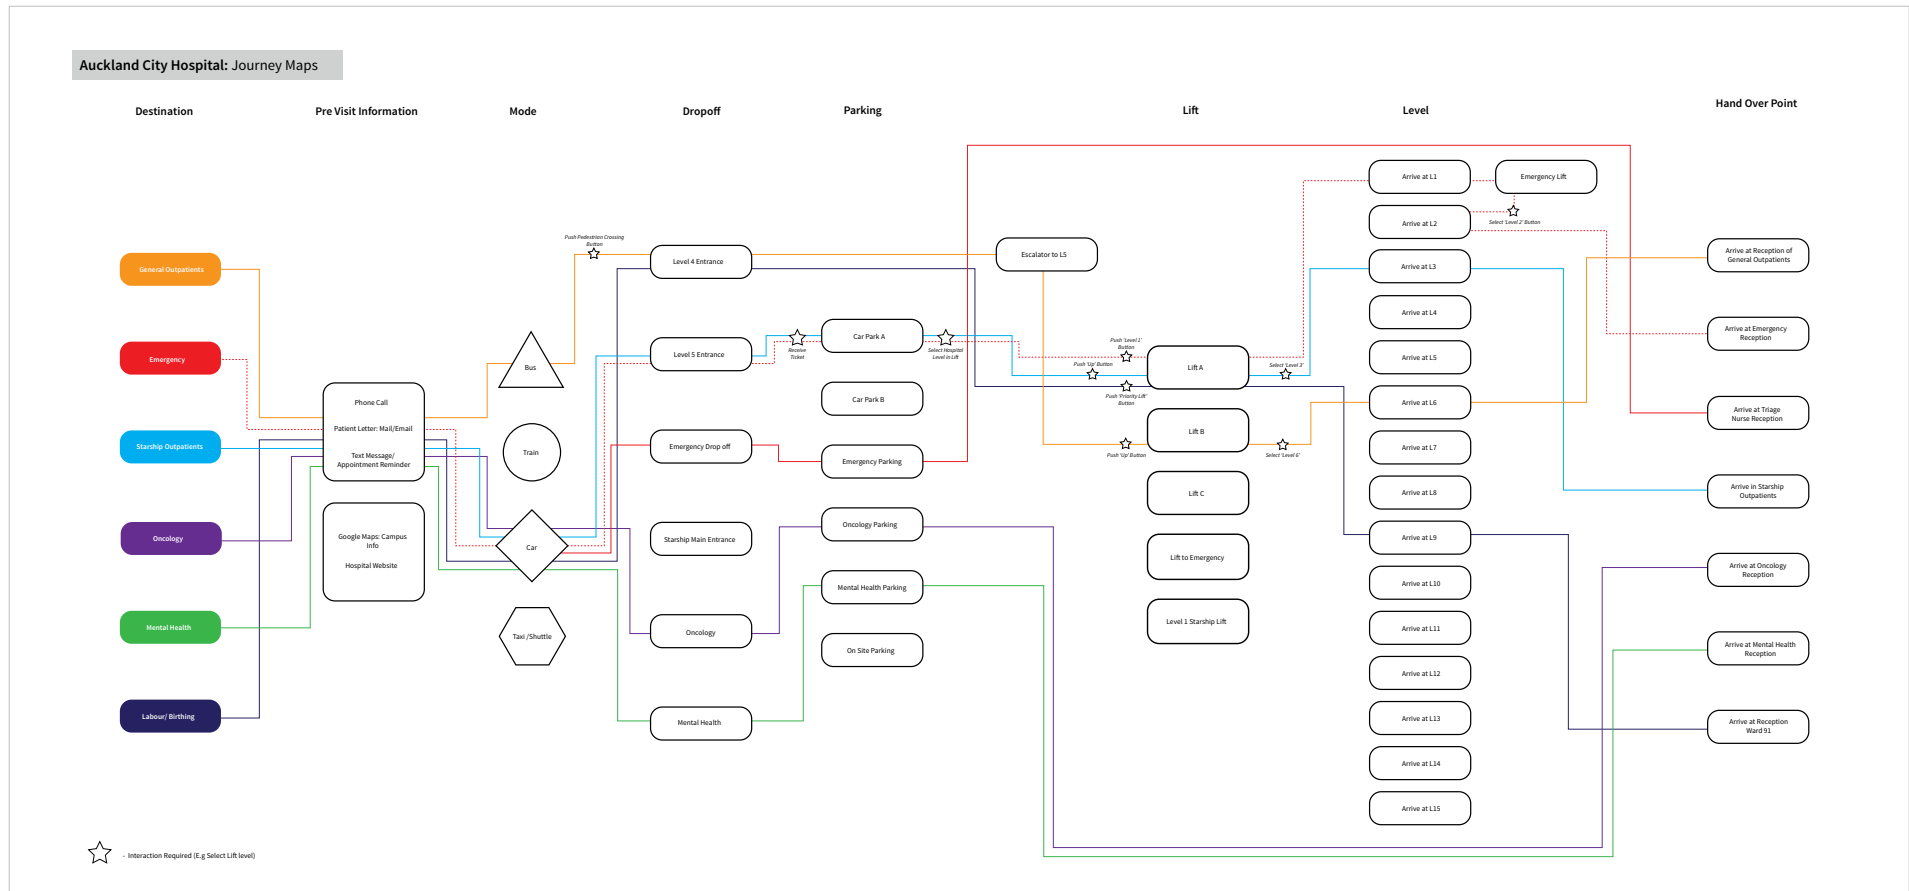 Auckland City Hospital: Journey Maps
Destination
Pre Visit Information
Mode
Dropoff
Parking
Lift
Level
Hand Over Point
General Outpatients
Emergency
Starship Outpatients
Oncology
Mental Health
Labour/ Birthing
Phone Call
Patient Letter: Mail/Email
Text Message/
Appointment Reminder
Google Maps: Campus
Info
Hospital Website
Bus
Train
Car
Taxi /Shuttle
Push Pedestrian Crossing
Button
Level 4 Entrance
Level 5 Entrance
Emergency Drop off
Starship Main Entrance
Oncology
Mental Health
Receive
Ticket
Car Park A
Car Park B
Emergency Parking
Oncology Parking
Mental Health Parking
On Site Parking
Select Hospital
Level in Lift
Escalator to L5
Push 'Level 1'
Button
Push 'Up' Button
Push 'Priority Lift'
Button
Push 'Up' Button
Lift A
Lift B
Lift C
Lift to Emergency
Level 1 Starship Lift
Select 'Level 3'
Select 'Level 6'
Arrive at L1
Arrive at L2
Arrive at L3
Arrive at L4
Arrive at L5
Arrive at L6
Arrive at L7
Arrive at L8
Arrive at L9
Arrive at L10
Arrive at L11
Arrive at L12
Arrive at L13
Arrive at L14
Arrive at L15
Emergency Lift
Select 'Level 2' Button
Arrive at Reception of
General Outpatients
Arrive at Emergency
Reception
Arrive at Triage
Nurse Reception
Arrive in Starship
Outpatients
Arrive at Oncology
Reception
Arrive at Mental Health
Reception
Arrive at Reception
Ward 91
- Interaction Required (E.g Select Lift level)